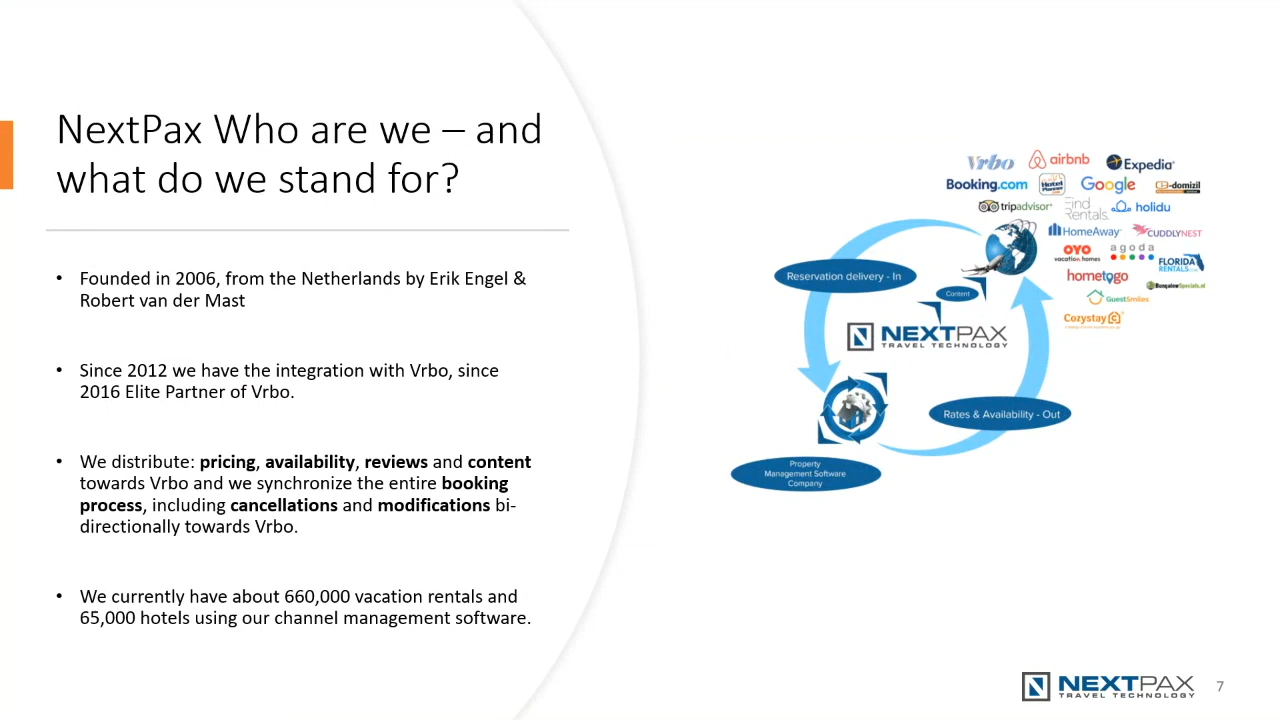 NextPax Who are we – and
what do we stand for?
• Founded in 2006, from the Netherlands by Erik Engel &
Robert van der Mast
• Since 2012 we have the integration with Vrbo, since
2016 Elite Partner of Vrbo.
• We distribute: pricing, availability, reviews and content
towards Vrbo and we synchronize the entire booking
process, including cancellations and modifications bi-
directionally towards Vrbo.
• We currently have about 660,000 vacation rentals and
65,000 hotels using our channel management software.
Vrbo airbnb Expedia
Booking.com Hotel Planner Google e-domizil
tripadvisor Find Rentals. holidu
HomeAway CUDDLYNEST
OYO vacation homes agoda FLORIDA RENTALS
hometogo BungalowSpecials.nl
GuestSmiles
Cozystay
Reservation delivery - In
Content
NEXTPAX
TRAVEL TECHNOLOGY
Rates & Availability - Out
Property
Management Software
Company
NEXTPAX
TRAVEL TECHNOLOGY
7